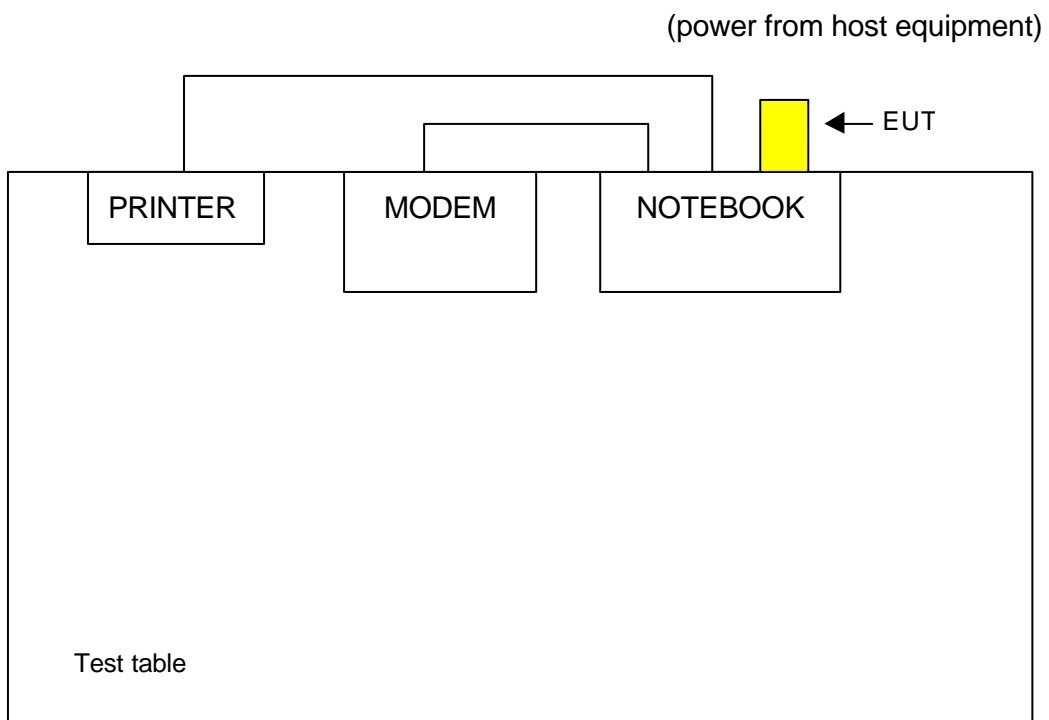 (power from host equipment)
EUT
PRINTER
MODEM
NOTEBOOK
Test table